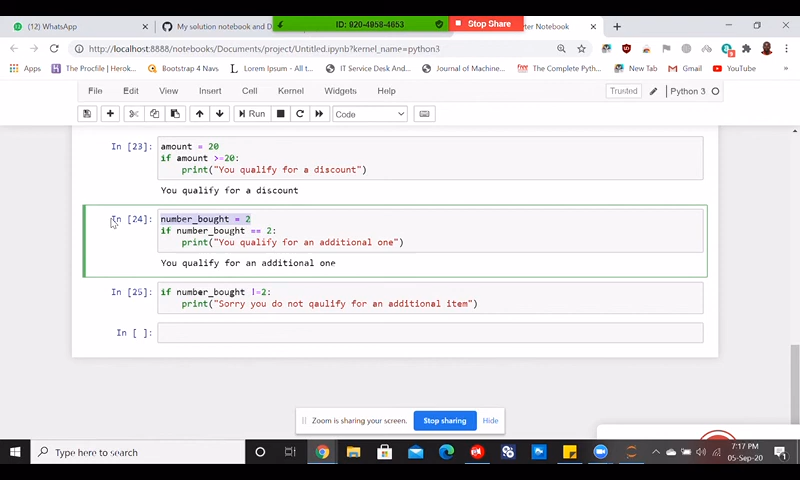 (12) WhatsApp
My solution notebook and D
ID: 920-4958-4653
Stop Share
ter Notebook
http://localhost:8888/notebooks/Documents/project/Untitled.ipynb?kernel_name=python3
Apps
The Procfile | Herok...
Bootstrap 4 Navs
Lorem Ipsum - All t...
IT Service Desk And...
Journal of Machine...
The Complete Pyth...
New Tab
Gmail
YouTube
File
Edit
View
Insert
Cell
Kernel
Widgets
Help
Trusted
Python 3
Run
Code
In [23]:
amount = 20
if amount >=20:
print("You qualify for a discount")
You qualify for a discount
In [24]:
number_bought = 2
if number_bought == 2:
print("You qualify for an additional one")
You qualify for an additional one
In [25]:
if number_bought !=2:
print("Sorry you do not qaulify for an additional item")
In [ ]:
Zoom is sharing your screen.
Stop sharing
Hide
Type here to search
7:17 PM
05-Sep-20